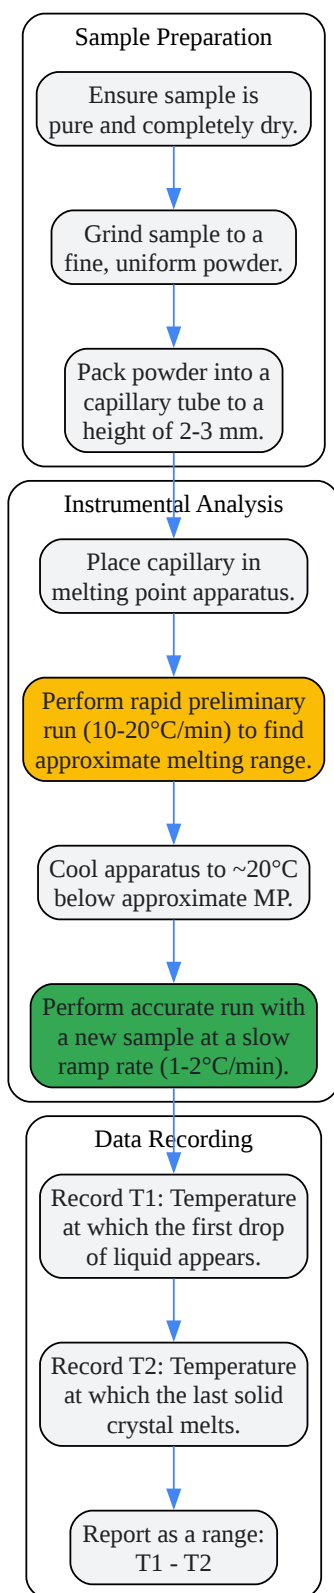 Sample Preparation
Ensure sample is
pure and completely dry.
Grind sample to a
fine, uniform powder.
Pack powder into a
capillary tube to a
height of 2-3 mm.
Instrumental Analysis
Place capillary in
melting point apparatus.
Perform rapid preliminary
run (10-20°C/min) to find
approximate melting range.
Cool apparatus to ~20°C
below approximate MP.
Perform accurate run with
a new sample at a slow
ramp rate (1-2°C/min).
Data Recording
Record T1: Temperature
at which the first drop
of liquid appears.
Record T2: Temperature
at which the last solid
crystal melts.
Report as a range:
T1 - T2